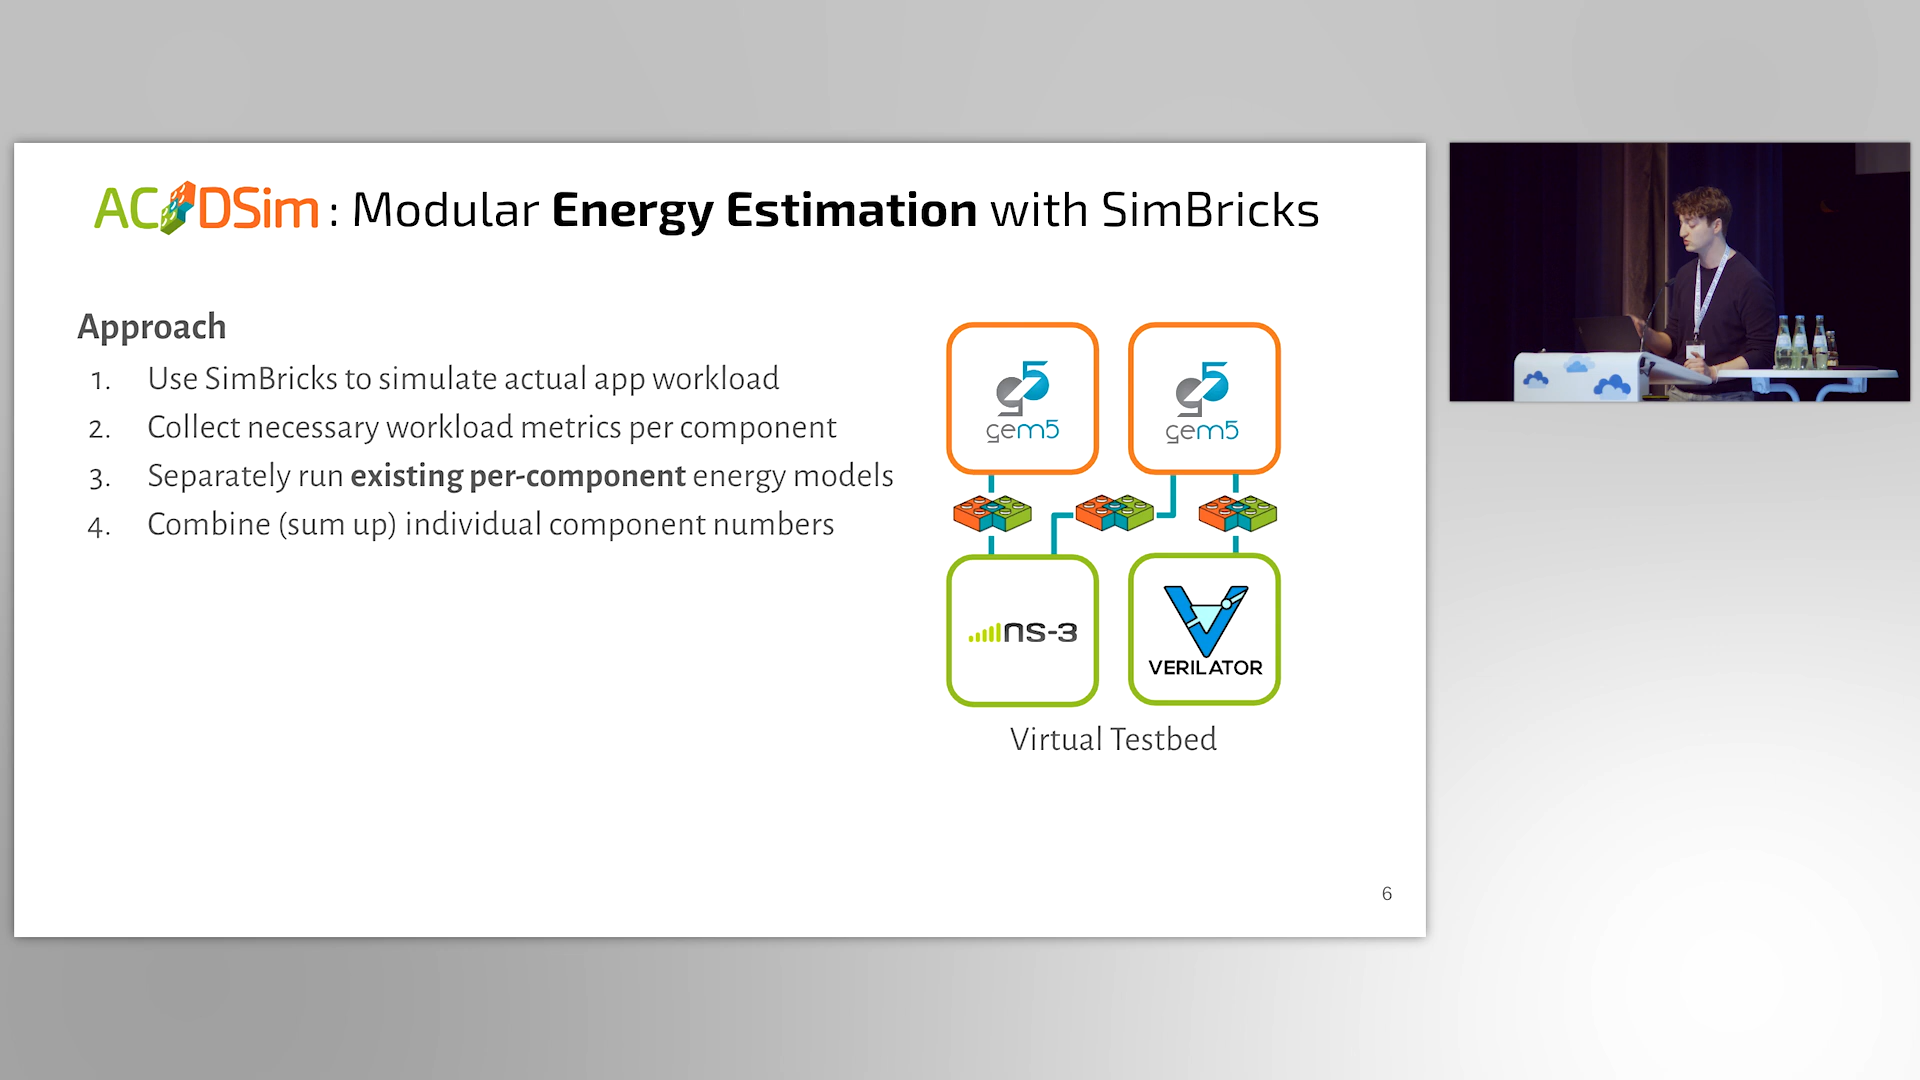 AC/DSim : Modular Energy Estimation with SimBricks
Approach
1. Use SimBricks to simulate actual app workload
2. Collect necessary workload metrics per component
3. Separately run existing per-component energy models
4. Combine (sum up) individual component numbers
gem5
gem5
ns-3
VERILATOR
Virtual Testbed
6